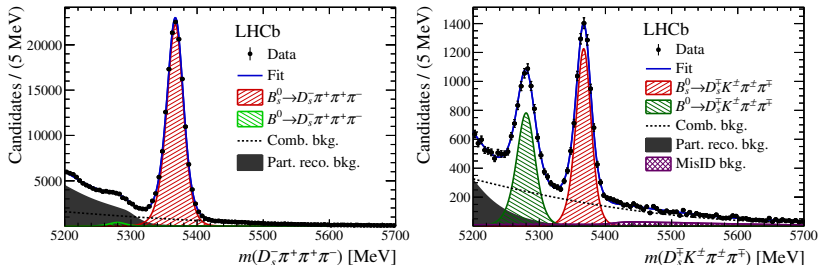 Candidates / (5 MeV)
20000
15000
10000
5000
LHCb
Data
Fit
B_s^0→D_s^−π^+π^+π^−
B^0→D_s^−π^+π^+π^−
Comb. bkg.
Part. reco. bkg.
5200 5300 5400 5500 5600 5700
m(D_s^−π^+π^+π^−) [MeV]
Candidates / (5 MeV)
1400
1200
1000
800
600
400
200
LHCb
Data
Fit
B_s^0→D_s^∓K^±π^±π^∓
B^0→D_s^∓K^±π^±π^∓
Comb. bkg.
Part. reco. bkg.
MisID bkg.
5200 5300 5400 5500 5600 5700
m(D_s^∓K^±π^±π^∓) [MeV]